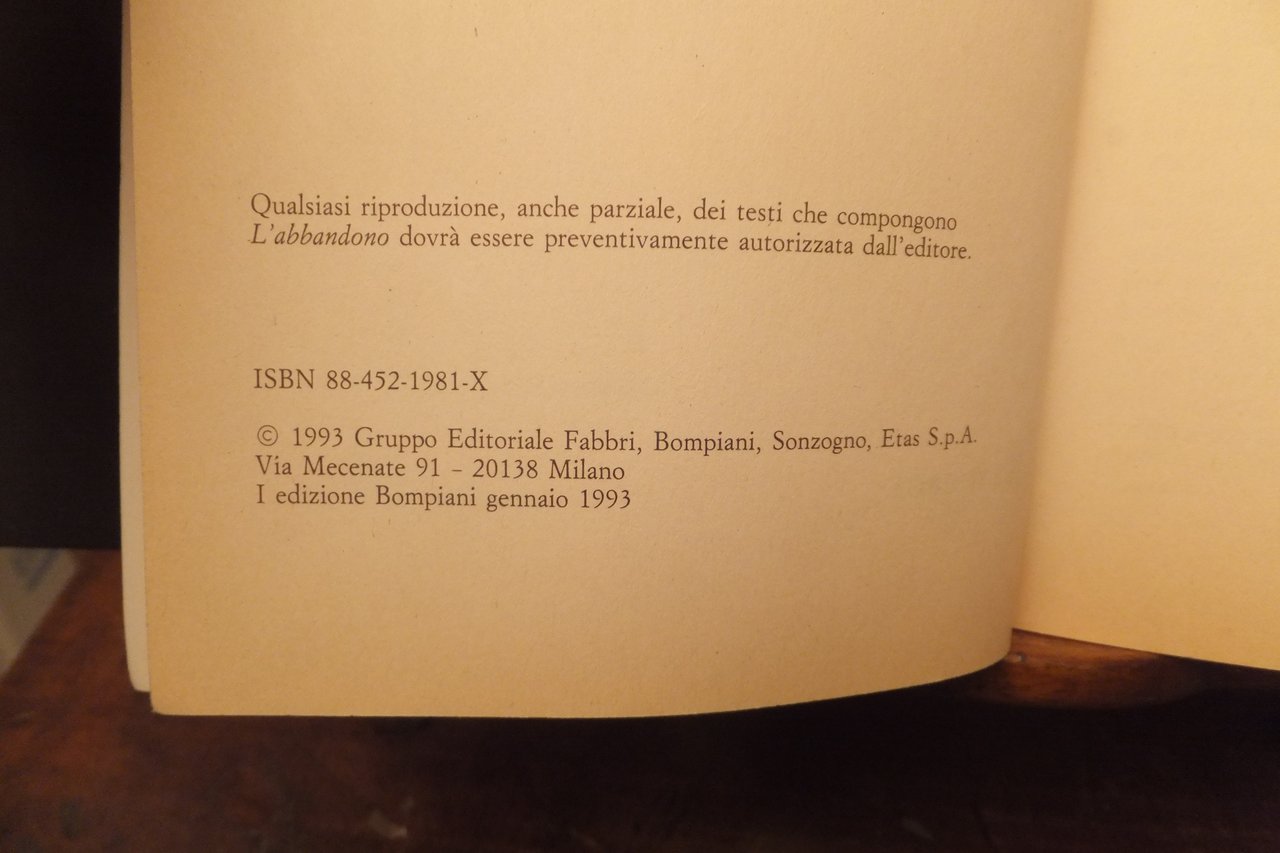 Qualsiasi riproduzione, anche parziale, dei testi che compongono
L'abbandono dovrà essere preventivamente autorizzata dall'editore.
ISBN 88-452-1981-X
© 1993 Gruppo Editoriale Fabbri, Bompiani, Sonzogno, Etas S.p.A.
Via Mecenate 91 – 20138 Milano
I edizione Bompiani gennaio 1993